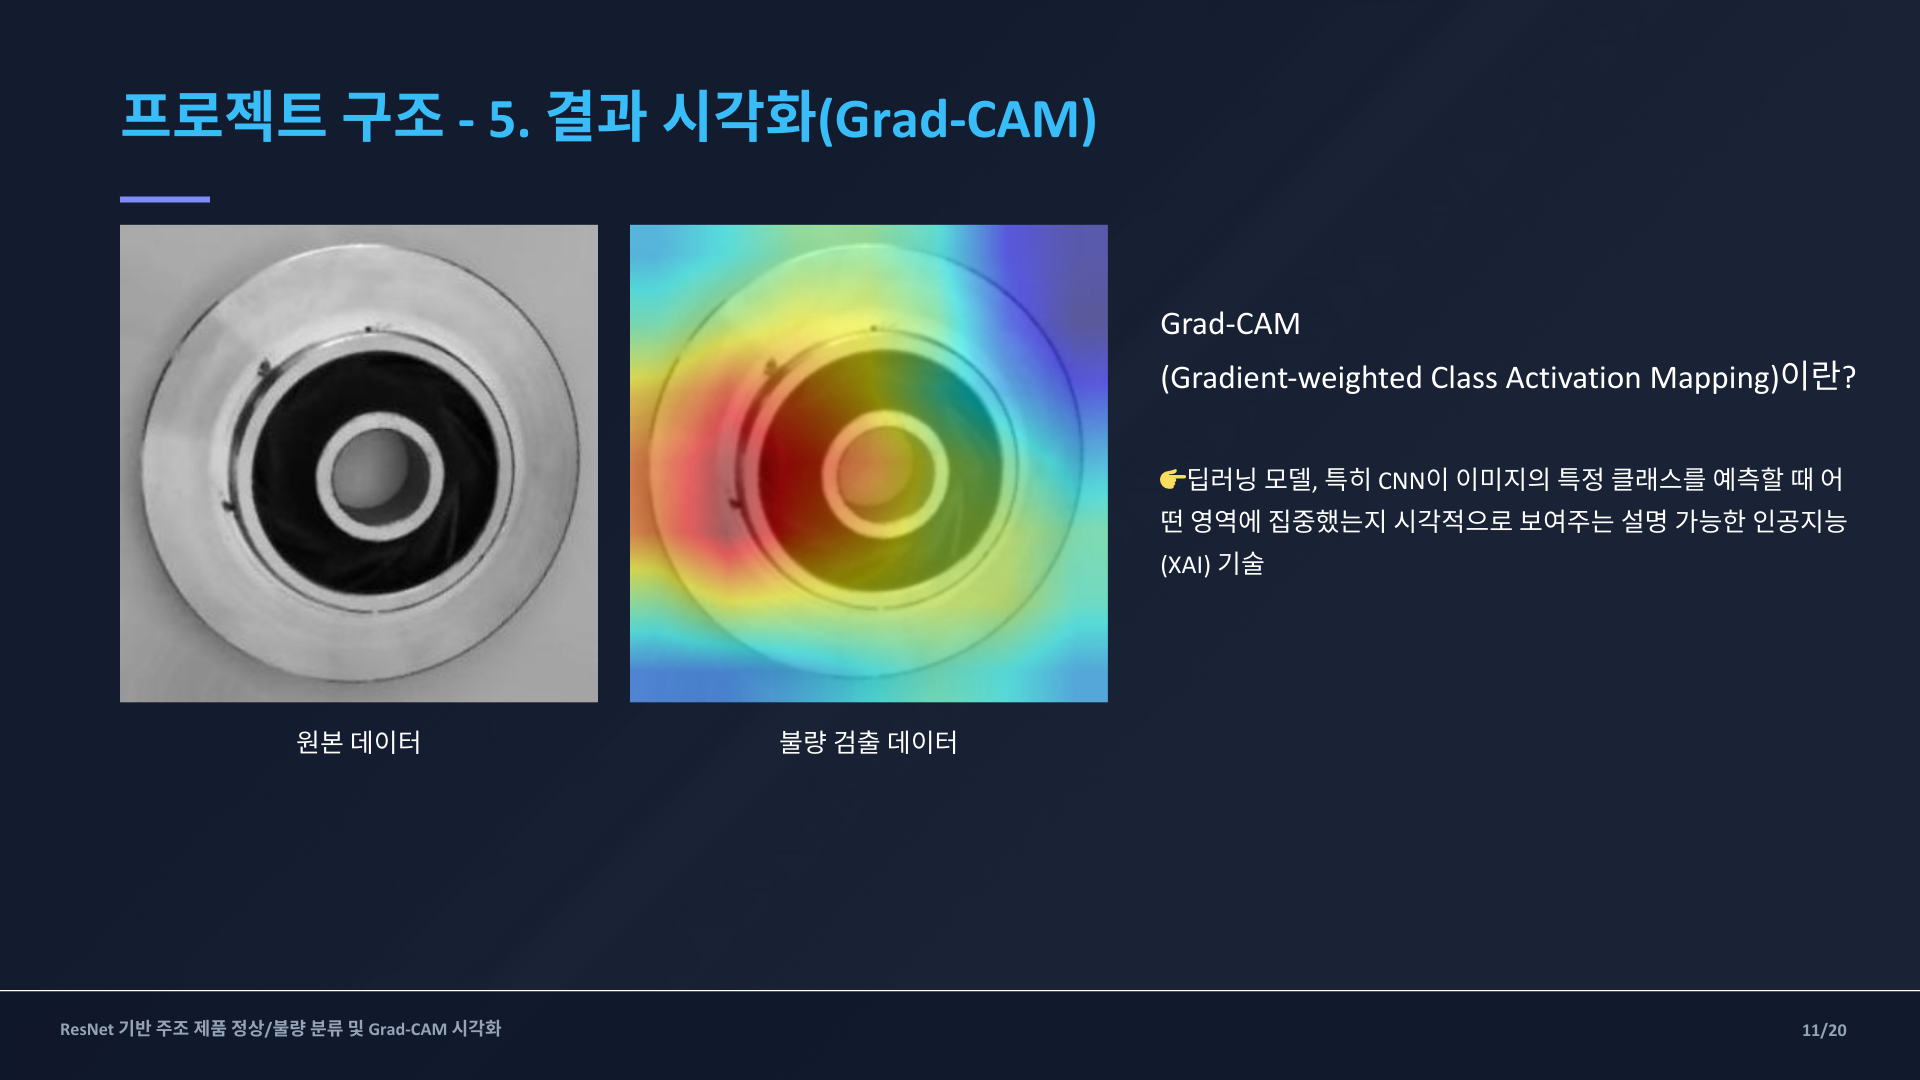 프로젝트 구조 - 5. 결과 시각화(Grad-CAM)
원본 데이터
불량 검출 데이터
Grad-CAM
(Gradient-weighted Class Activation Mapping)이란?
👉딥러닝 모델, 특히 CNN이 이미지의 특정 클래스를 예측할 때 어
떤 영역에 집중했는지 시각적으로 보여주는 설명 가능한 인공지능
(XAI) 기술
ResNet 기반 주조 제품 정상/불량 분류 및 Grad-CAM 시각화
11/20